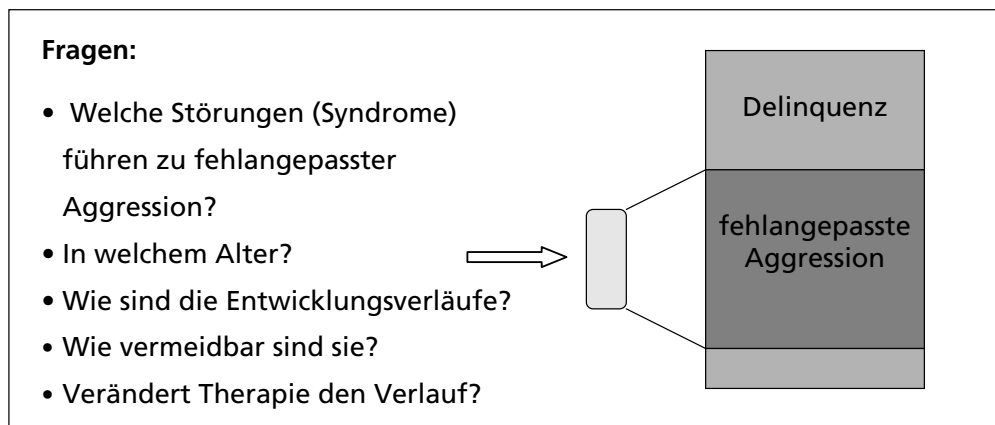 Fragen:
• Welche Störungen (Syndrome)
führen zu fehlangepasster
Aggression?
• In welchem Alter?
• Wie sind die Entwicklungsverläufe?
• Wie vermeidbar sind sie?
• Verändert Therapie den Verlauf?
Delinquenz
fehlangepasste
Aggression